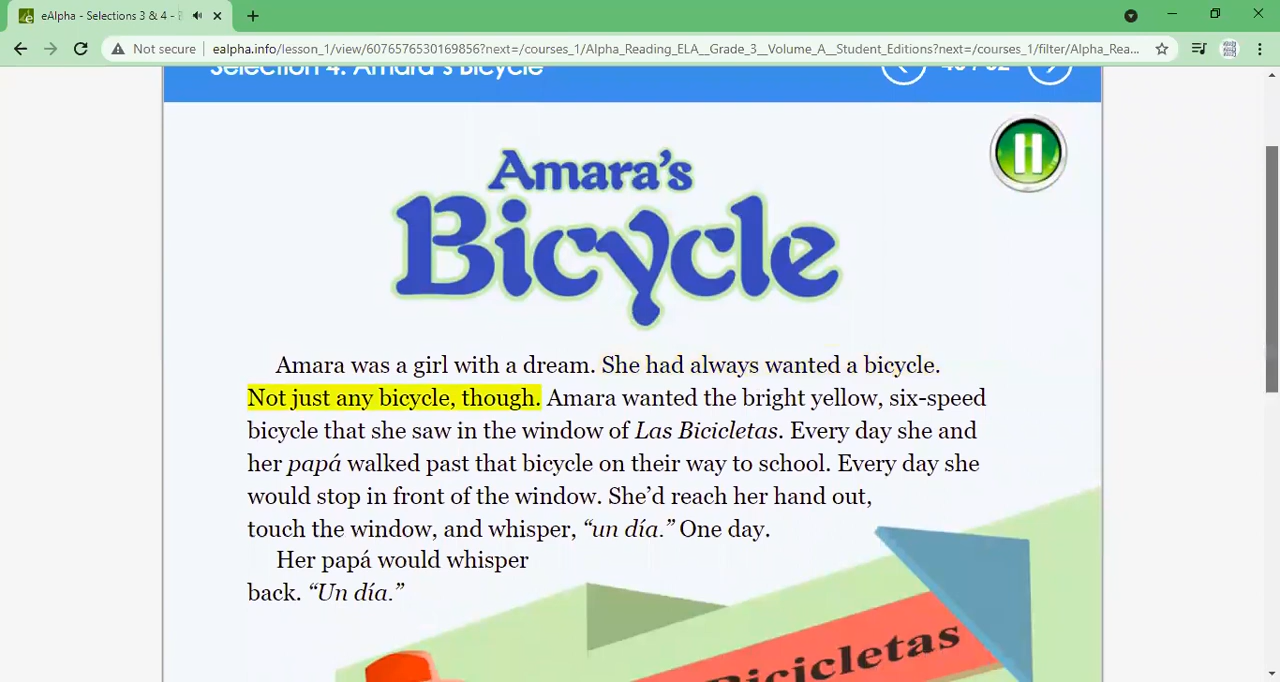 eAlpha - Selections 3 & 4 -
Not secure
ealpha.info/lesson_1/view/6076576530169856?next=/courses_1/Alpha_Reading_ELA__Grade_3__Volume_A__Student_Editions?next=/courses_1/filter/Alpha_Rea...
Selection 4: Amara's Bicycle
Amara's
Bicycle
Amara was a girl with a dream. She had always wanted a bicycle.
Not just any bicycle, though. Amara wanted the bright yellow, six-speed
bicycle that she saw in the window of Las Bicicletas. Every day she and
her papá walked past that bicycle on their way to school. Every day she
would stop in front of the window. She'd reach her hand out,
touch the window, and whisper, “un día.” One day.
Her papá would whisper
back. “Un día.”
Bicicletas